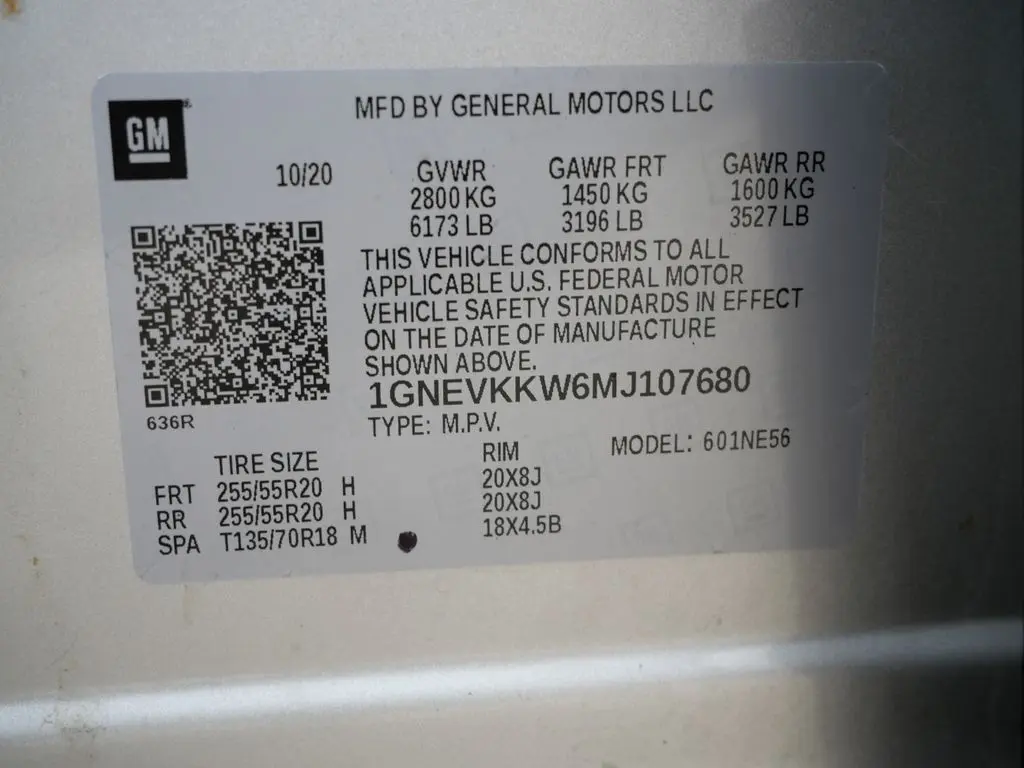 GM
MFD BY GENERAL MOTORS LLC
10/20 GVWR GAWR FRT GAWR RR
2800 KG 1450 KG 1600 KG
6173 LB 3196 LB 3527 LB
THIS VEHICLE CONFORMS TO ALL
APPLICABLE U.S. FEDERAL MOTOR
VEHICLE SAFETY STANDARDS IN EFFECT
ON THE DATE OF MANUFACTURE
SHOWN ABOVE.
1GNEVKKW6MJ107680
636R
TYPE: M.P.V.
MODEL: 601NE56
TIRE SIZE RIM
FRT 255/55R20 H 20X8J
RR 255/55R20 H 20X8J
SPA T135/70R18 M 18X4.5B